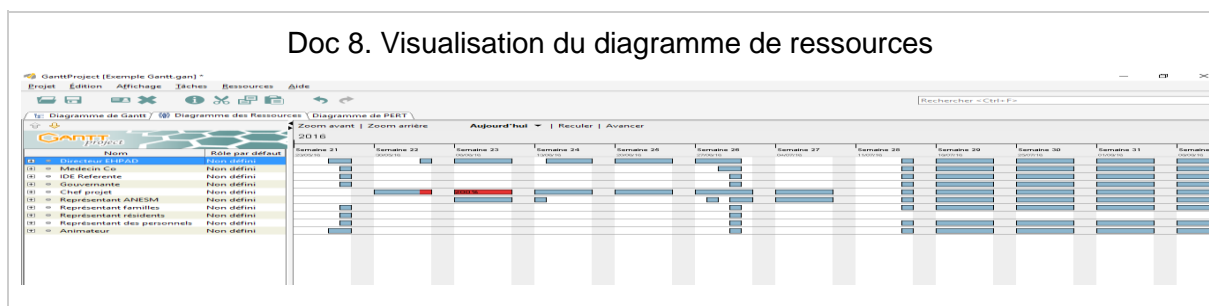 Doc 8. Visualisation du diagramme de ressources
GanttProject [Exemple Gantt.gan] *
Projet Édition Affichage Tâches Ressources Aide
Rechercher <Ctrl+F>
Diagramme de Gantt Diagramme des Ressources Diagramme de PERT
Zoom avant | Zoom arrière Aujourd'hui | Reculer | Avancer
GANTT project
2016
Nom Rôle par défaut
Semaine 21 Semaine 22 Semaine 23 Semaine 24 Semaine 25 Semaine 26 Semaine 27 Semaine 28 Semaine 29 Semaine 30 Semaine 31
Directeur EHPAD Non défini
Medecin Co Non défini
IDE Referente Non défini
Gouvernante Non défini
Chef projet Non défini
Représentant ANESM Non défini
Représentant familles Non défini
Représentant résidents Non défini
Représentant des personnels Non défini
Animateur Non défini